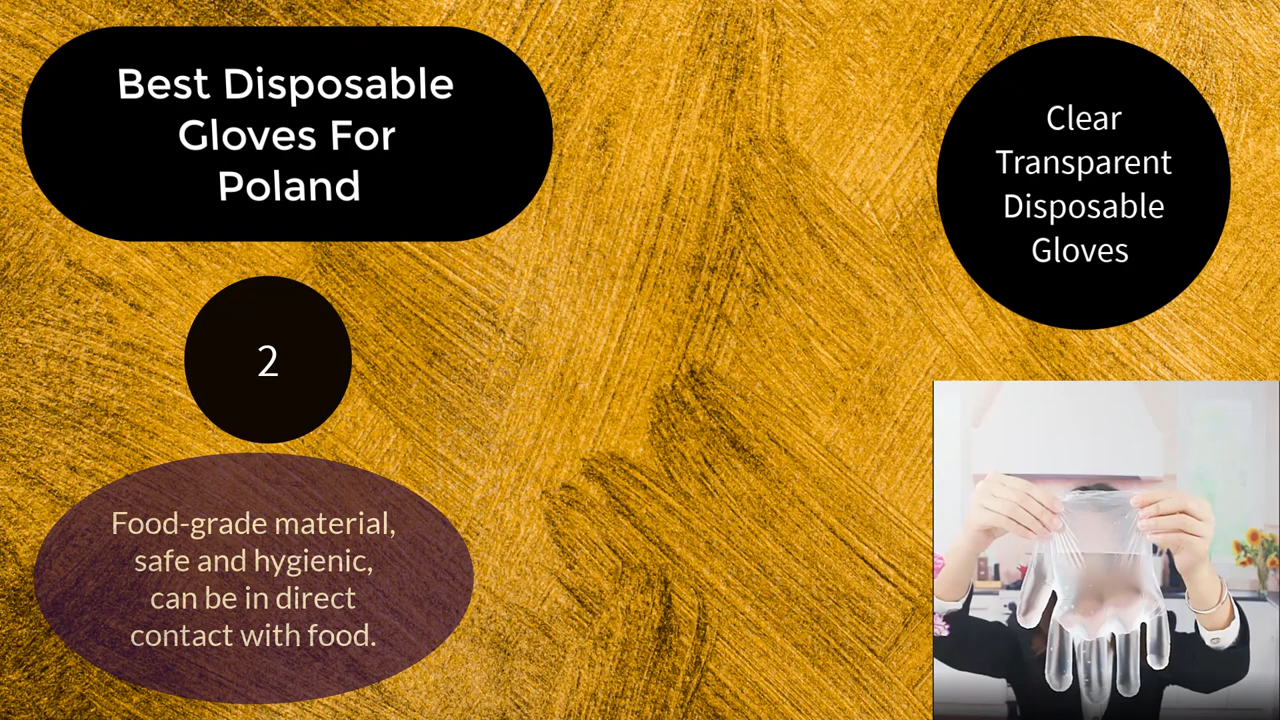 Best Disposable
Gloves For
Poland
Clear
Transparent
Disposable
Gloves
2
Food-grade material,
safe and hygienic,
can be in direct
contact with food.